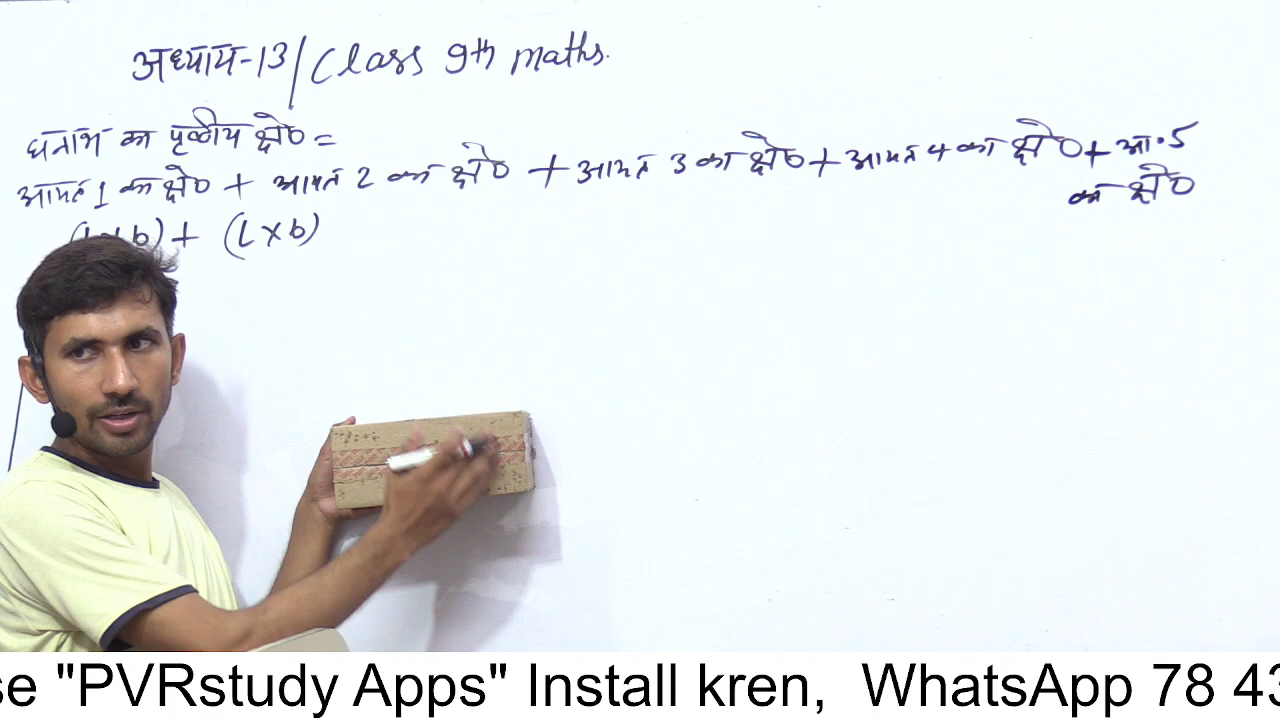 अध्याय-13/Class 9th maths.
घनाभ का पृष्ठीय क्षे० =
आयत 1 का क्षे० + आयत 2 का क्षे० + आयत 3 का क्षे० + आयत 4 का क्षे० + आ०5
का क्षे०
b) + (L×b)
se "PVRstudy Apps" Install kren, WhatsApp 78 43